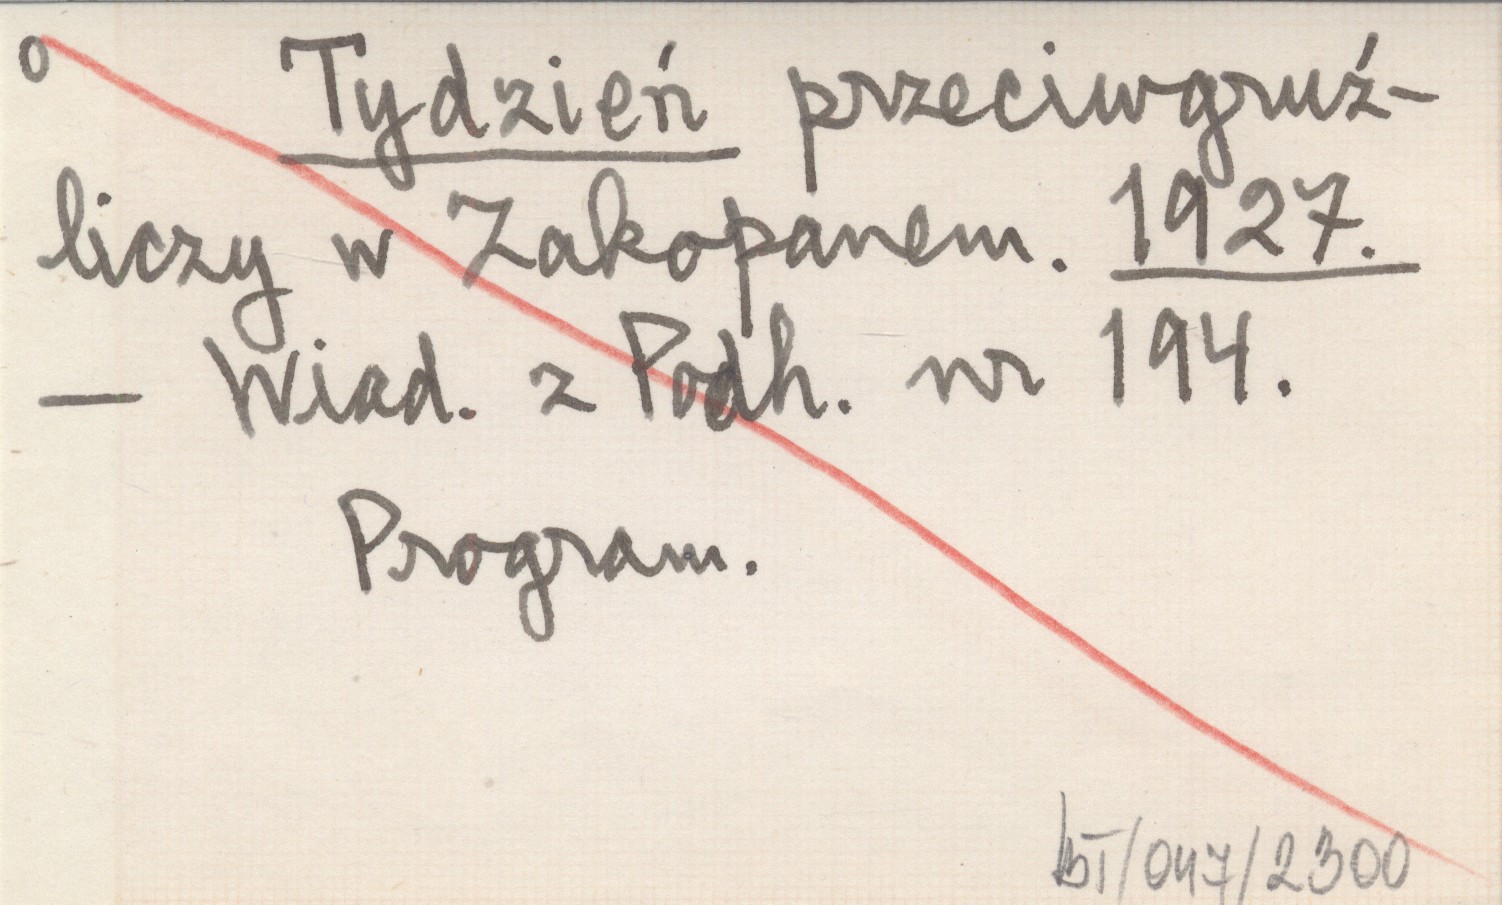 o Tydzień przeciwgruź-
liczy w Zakopanem. 1927.
— Wiad. z Podh. nr 194.
Program.
bT/047/2300